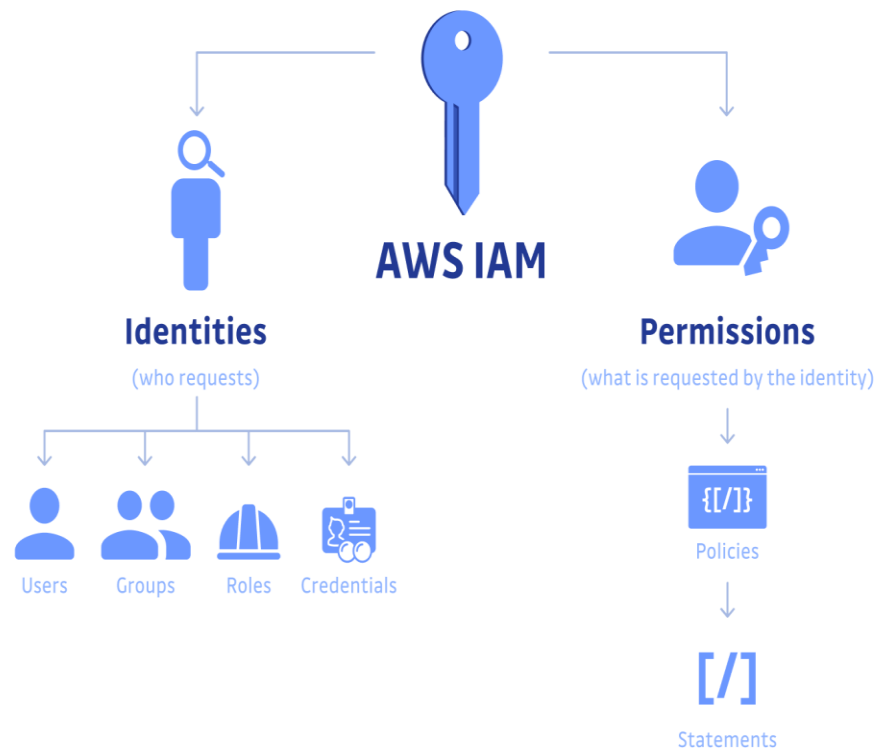 AWS IAM
Identities
(who requests)
Users
Groups
Roles
Credentials
Permissions
(what is requested by the identity)
{[/]}
Policies
[/]
Statements